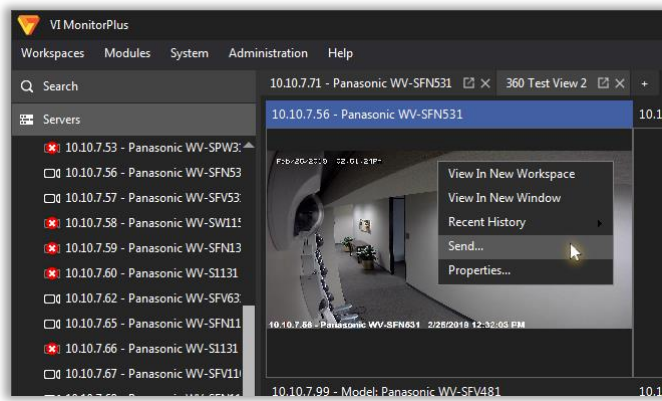 VI MonitorPlus
Workspaces Modules System Administration Help
Search
Servers
10.10.7.53 - Panasonic WV-SPW3
10.10.7.56 - Panasonic WV-SFN53
10.10.7.57 - Panasonic WV-SFV53
10.10.7.58 - Panasonic WV-SW115
10.10.7.59 - Panasonic WV-SFN13
10.10.7.60 - Panasonic WV-S1131
10.10.7.62 - Panasonic WV-SFV63
10.10.7.65 - Panasonic WV-SFN11
10.10.7.66 - Panasonic WV-S1131
10.10.7.67 - Panasonic WV-SFV11
10.10.7.71 - Panasonic WV-SFN531 360 Test View 2 +
10.10.7.56 - Panasonic WV-SFN531
10.1
View In New Workspace
View In New Window
Recent History
Send...
Properties...
Panasonic WV-SFN531 2/26/2018 12:32:03 PM
10.10.7.99 - Model: Panasonic WV-SFV481
10.1